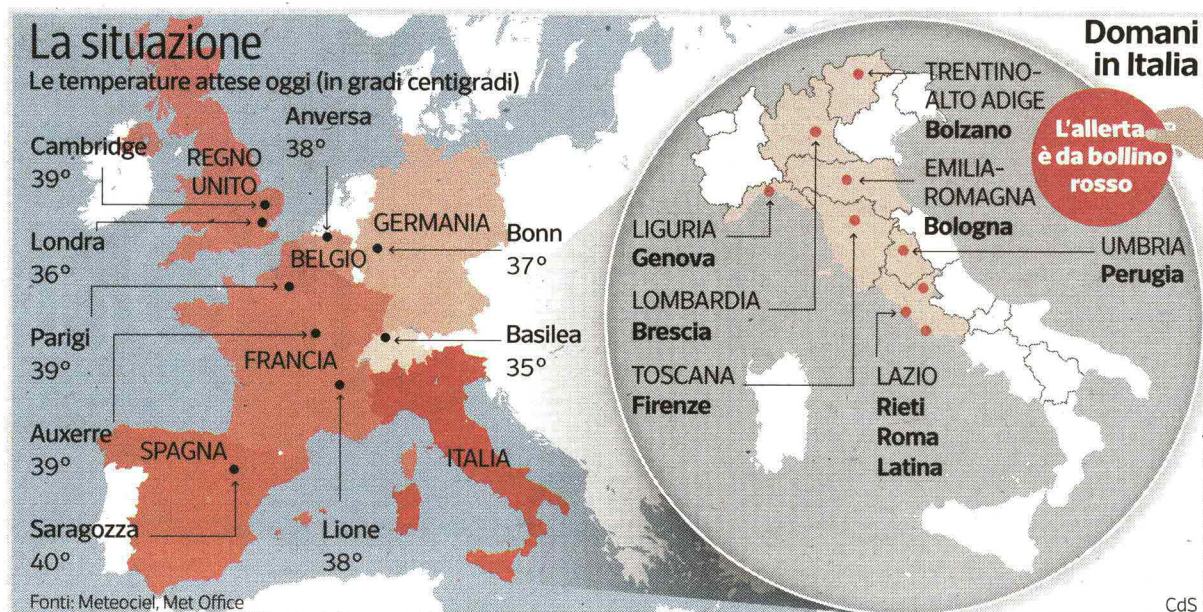 La situazione
Le temperature attese oggi (in gradi centigradi)
Anversa
38°
Cambridge
39°
REGNO
UNITO
Londra
36°
GERMANIA
BELGIO
Bonn
37°
Parigi
39°
FRANCIA
Basilea
35°
Auxerre
39°
SPAGNA
ITALIA
Saragozza
40°
Lione
38°
Fonti: Meteociel, Met Office
Domani
in Italia
L'allerta
è da bollino
rosso
TRENTINO-
ALTO ADIGE
Bolzano
EMILIA-
ROMAGNA
Bologna
LIGURIA
Genova
UMBRIA
Perugia
LOMBARDIA
Brescia
TOSCANA
Firenze
LAZIO
Rieti
Roma
Latina
CdS